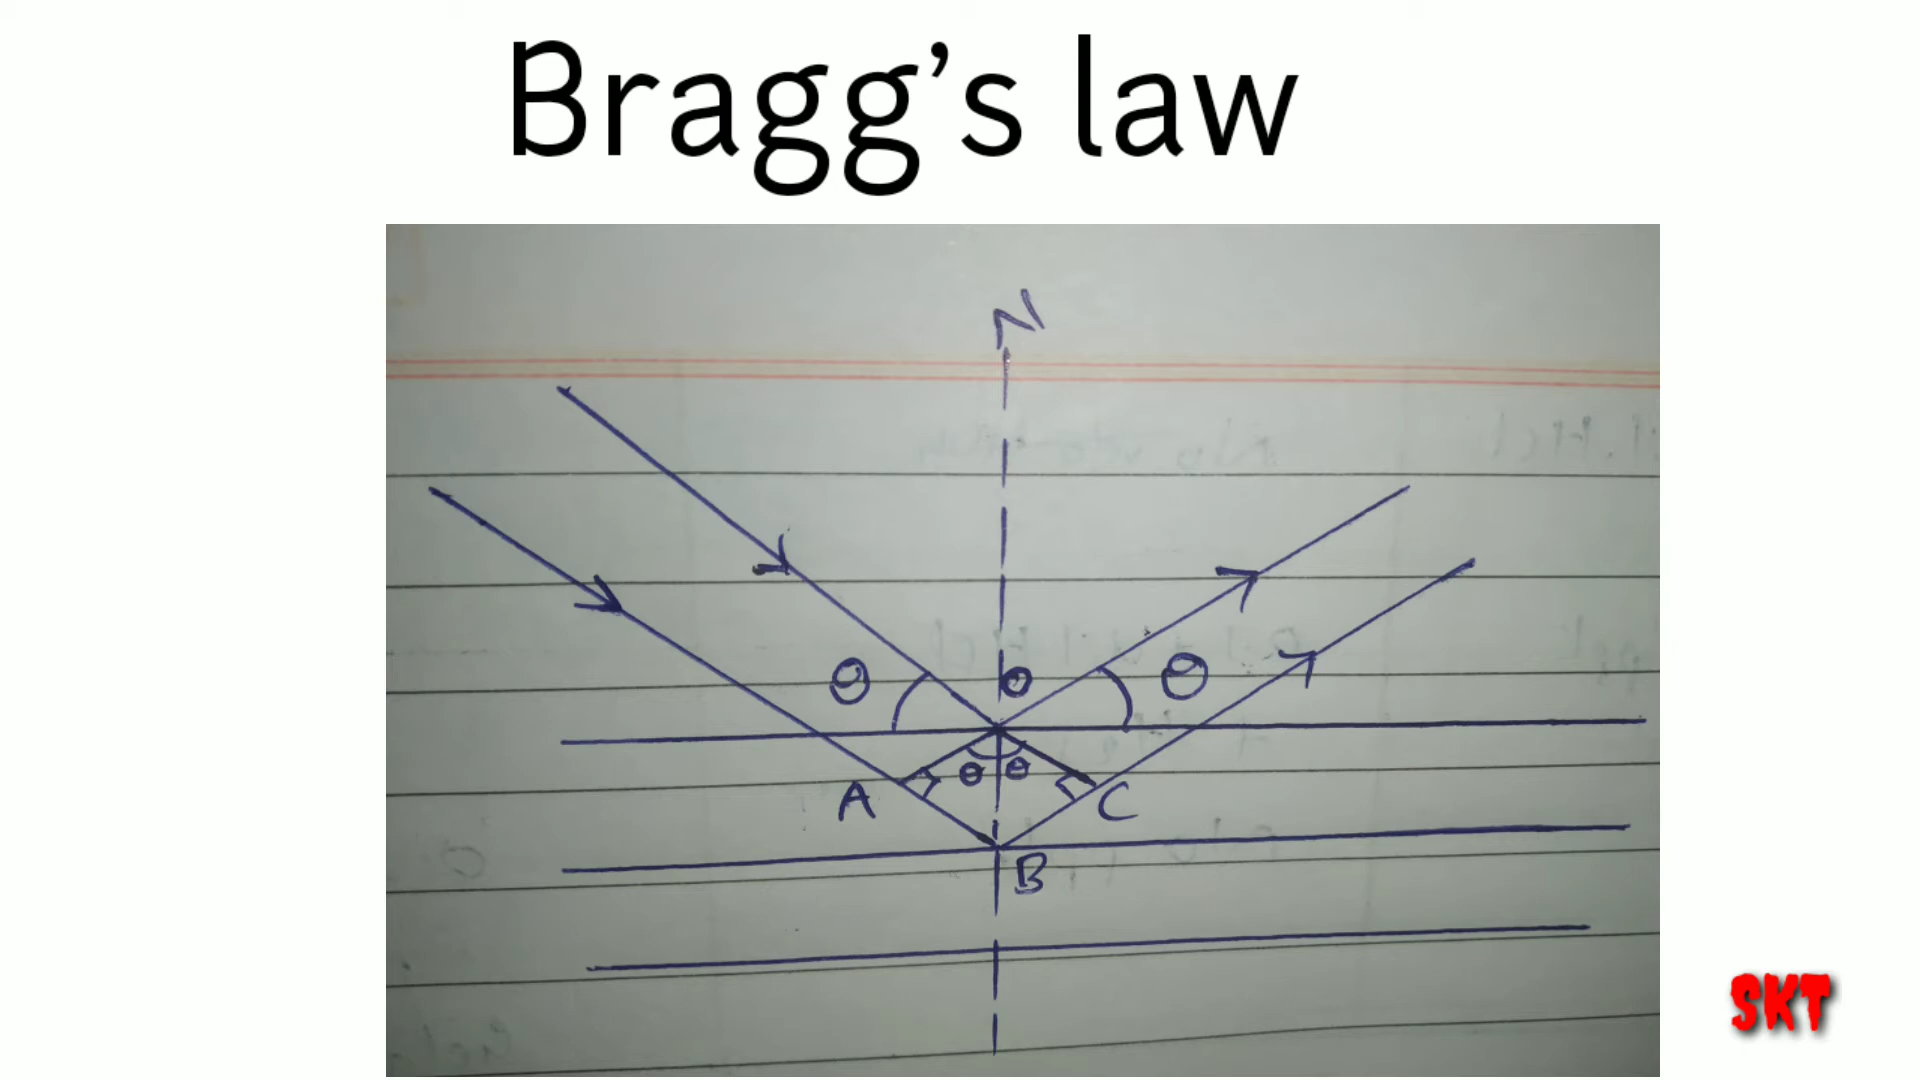 Bragg's law
N
θ O θ
θ θ
A C
B
SKT